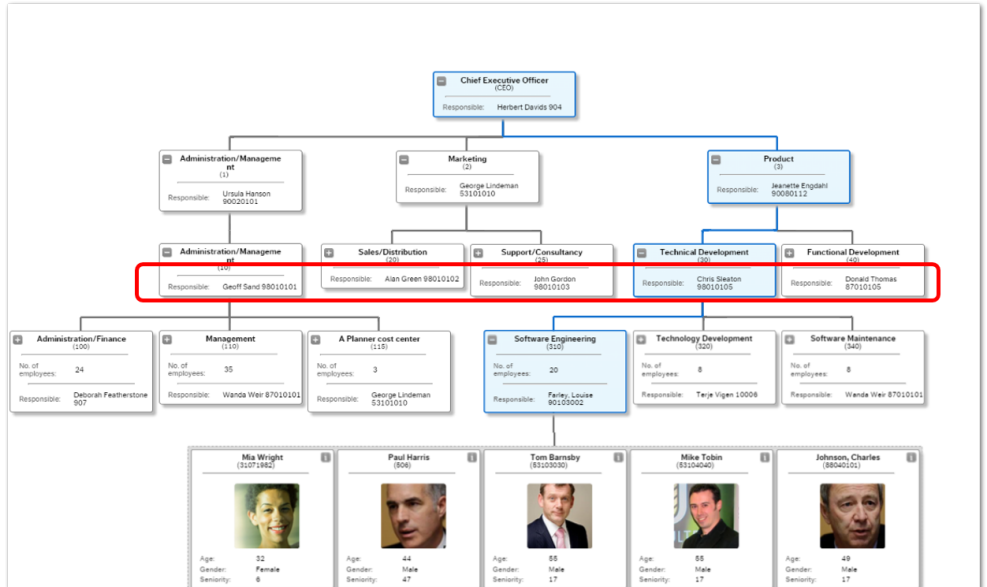 Chief Executive Officer
(CEO)
Responsible: Herbert Davids 904
Administration/Manageme
nt
(1)
Responsible: Ursula Hanson
90020101
Marketing
(2)
Responsible: George Lindeman
53101010
Product
(3)
Responsible: Jeanette Engdahl
90080112
Administration/Manageme
nt
(10)
Responsible: Geoff Sand 98010101
Sales/Distribution
(20)
Responsible: Alan Green 98010102
Support/Consultancy
(25)
Responsible: John Gordon
98010103
Technical Development
(30)
Responsible: Chris Sleaton
98010105
Functional Development
(40)
Responsible: Donald Thomas
87010105
Administration/Finance
(100)
No. of
employees: 24
Responsible: Deborah Featherstone
907
Management
(110)
No. of
employees: 35
Responsible: Wanda Weir 87010101
A Planner cost center
(115)
No. of
employees: 3
Responsible: George Lindeman
53101010
Software Engineering
(310)
No. of
employees: 20
Responsible: Farley, Louise
90103002
Technology Development
(320)
No. of
employees: 8
Responsible: Terje Vigen 10006
Software Maintenance
(340)
No. of
employees: 8
Responsible: Wanda Weir 87010101
Mia Wright
(31071982)
Age: 32
Gender: Female
Seniority: 6
Paul Harris
(506)
Age: 44
Gender: Male
Seniority: 47
Tom Barnsby
(53103030)
Age: 55
Gender: Male
Seniority: 17
Mike Tobin
(53104040)
Age: 55
Gender: Male
Seniority: 17
Johnson, Charles
(55040101)
Age: 49
Gender: Male
Seniority: 17